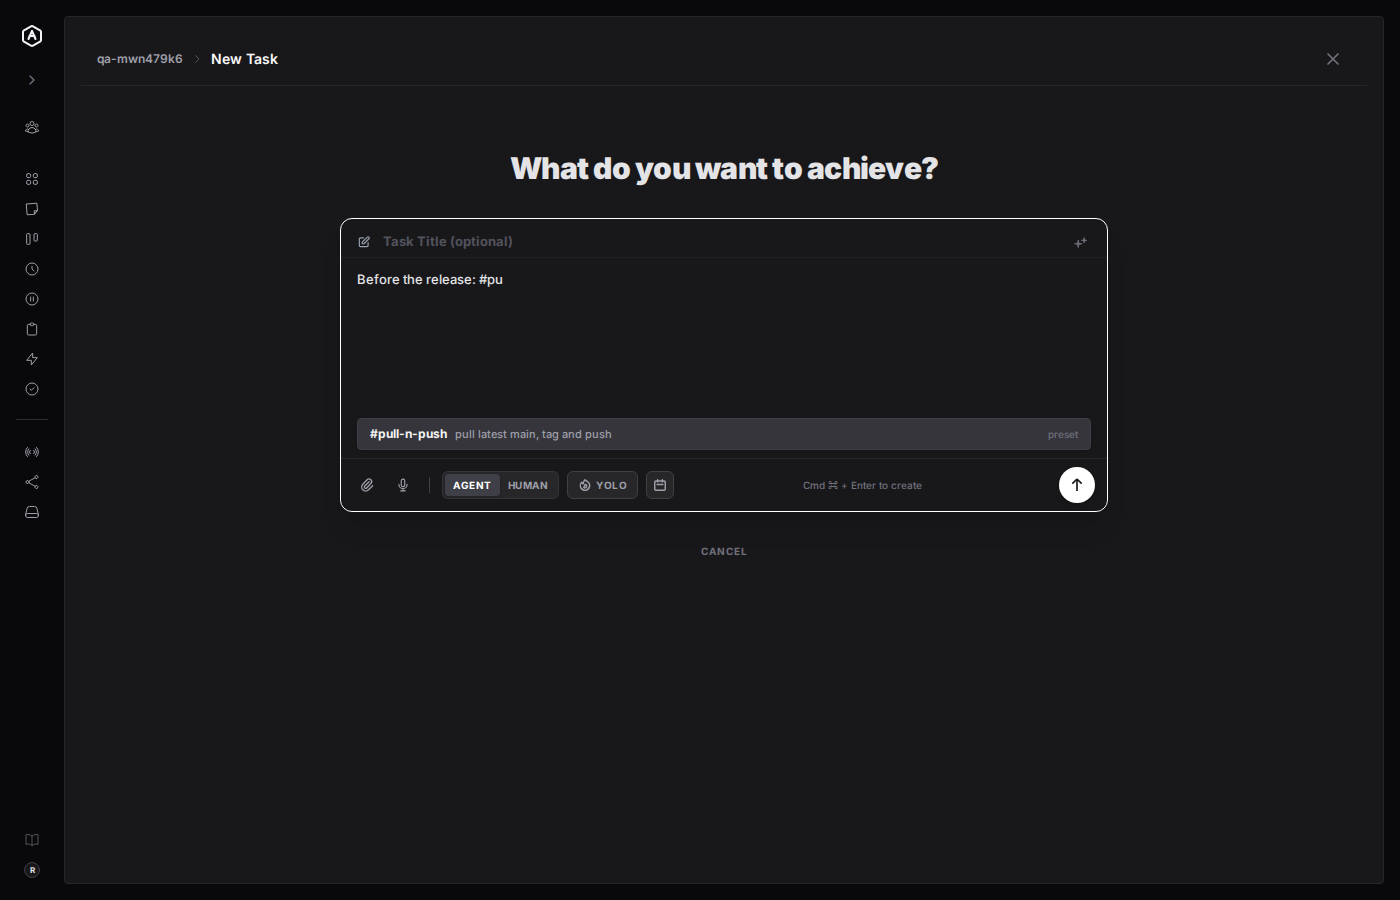 qa-mwn479k6 > New Task
What do you want to achieve?
Task Title (optional)
Before the release: #pu
#pull-n-push pull latest main, tag and push preset
AGENT HUMAN YOLO Cmd ⌘ + Enter to create
CANCEL
R